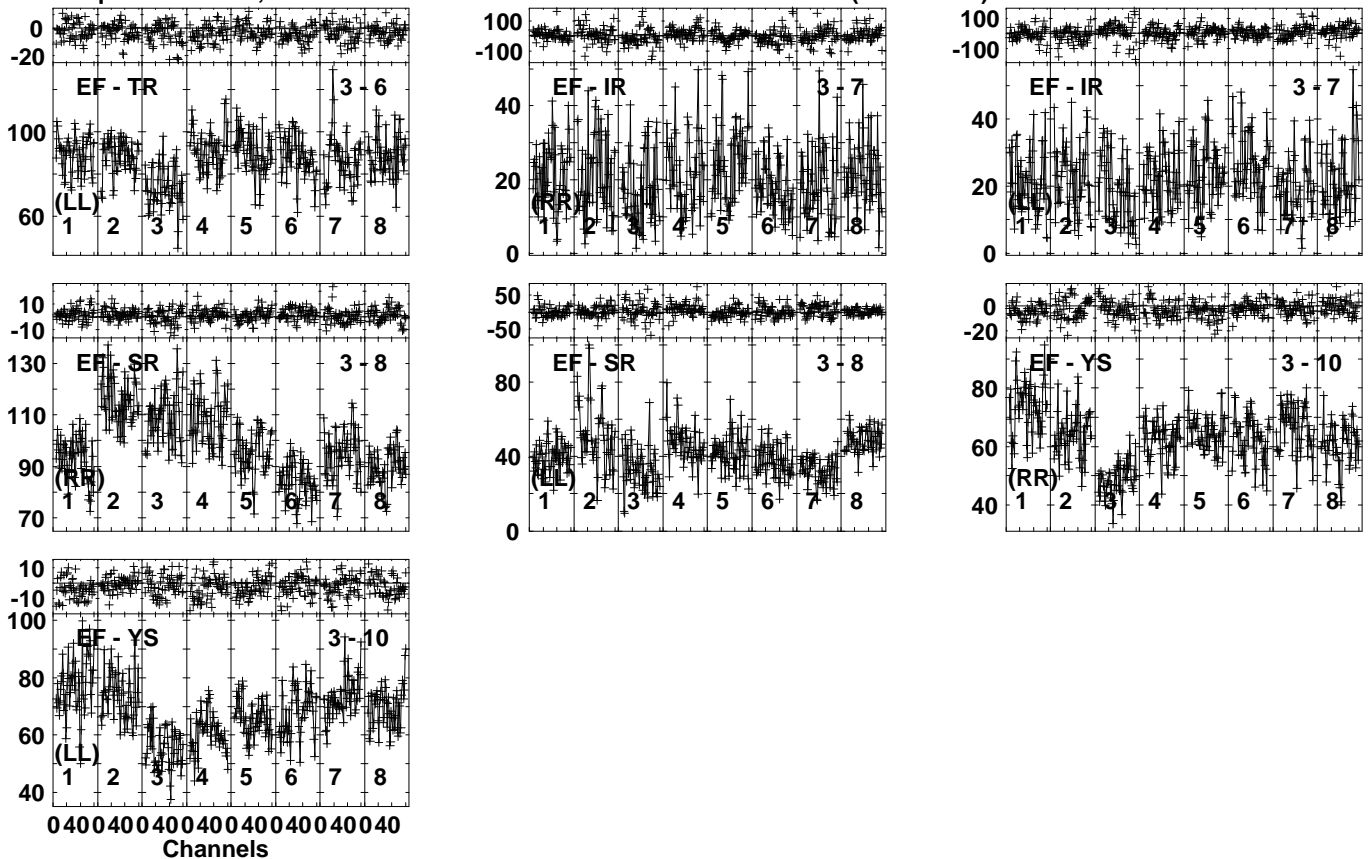 0
-20
EF - TR 3 - 6
100
60
(LL)
1 2 3 4 5 6 7 8
100
-100
EF - IR 3 - 7
40
20
0
(RR)
1 2 3 4 5 6 7 8
100
-100
EF - IR 3 - 7
40
20
0
(LL)
1 2 3 4 5 6 7 8
10
-10
EF - SR 3 - 8
130
110
90
70
(RR)
1 2 3 4 5 6 7 8
50
-50
EF - SR 3 - 8
80
40
0
(LL)
1 2 3 4 5 6 7 8
0
-20
EF - YS 3 - 10
80
60
40
(RR)
1 2 3 4 5 6 7 8
10
-10
EF - YS 3 - 10
100
80
60
40
(LL)
1 2 3 4 5 6 7 8
0 40 0 40 0 40 0 40 0 40 0 40 0 40 0 40
Channels